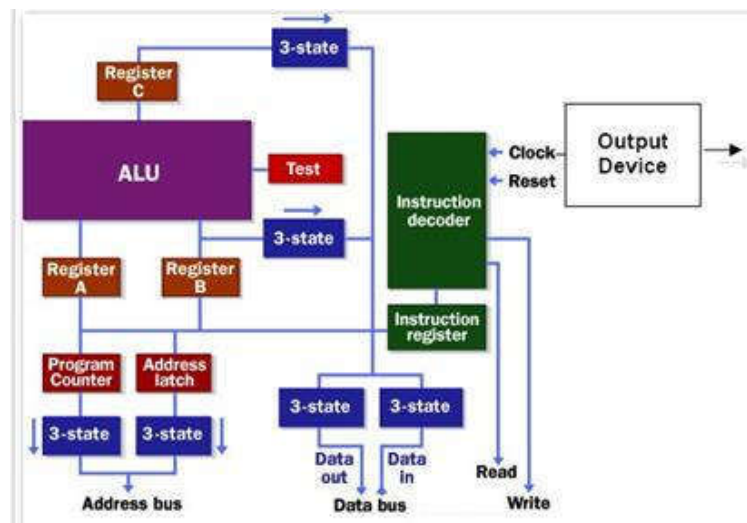 3-state
Register
C
ALU
Test
Clock
Reset
Output
Device
Instruction
decoder
3-state
Register
A
Register
B
Instruction
register
Program
Counter
Address
latch
3-state
3-state
3-state
3-state
Data
out
Data
in
Read
Address bus
Data bus
Write